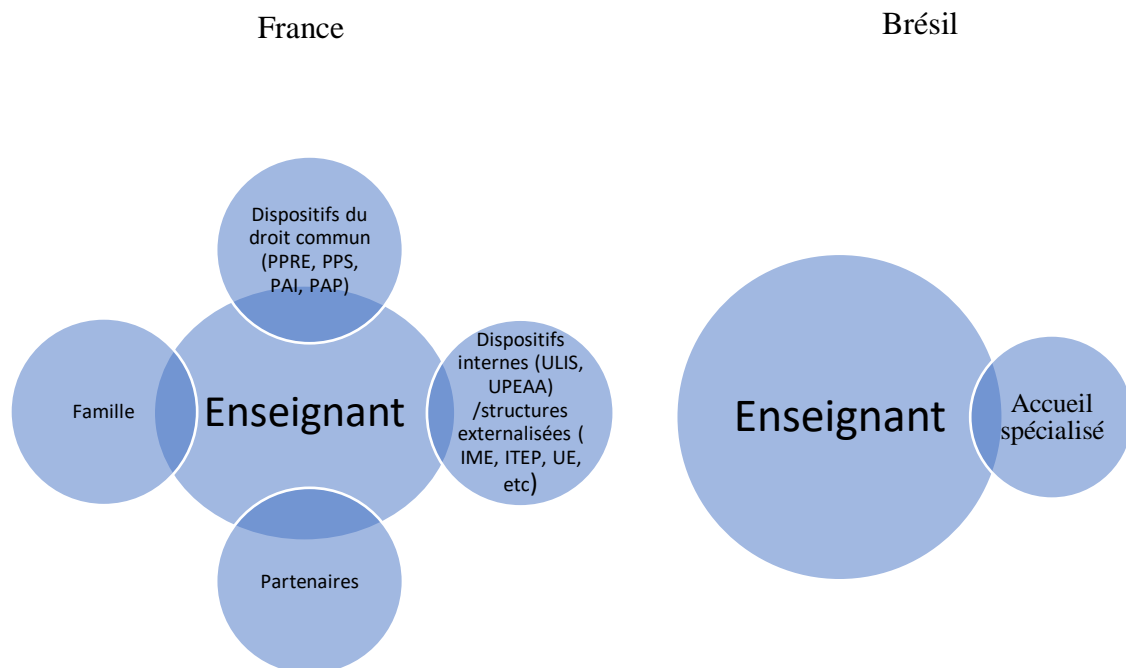 France
Brésil
Dispositifs du
droit commun
(PPRE, PPS,
PAI, PAP)
Famille
Enseignant
Dispositifs
internes (ULIS,
UPEAA)
/structures
externalisées (
IME, ITEP, UE,
etc)
Partenaires
Enseignant
Accueil
spécialisé